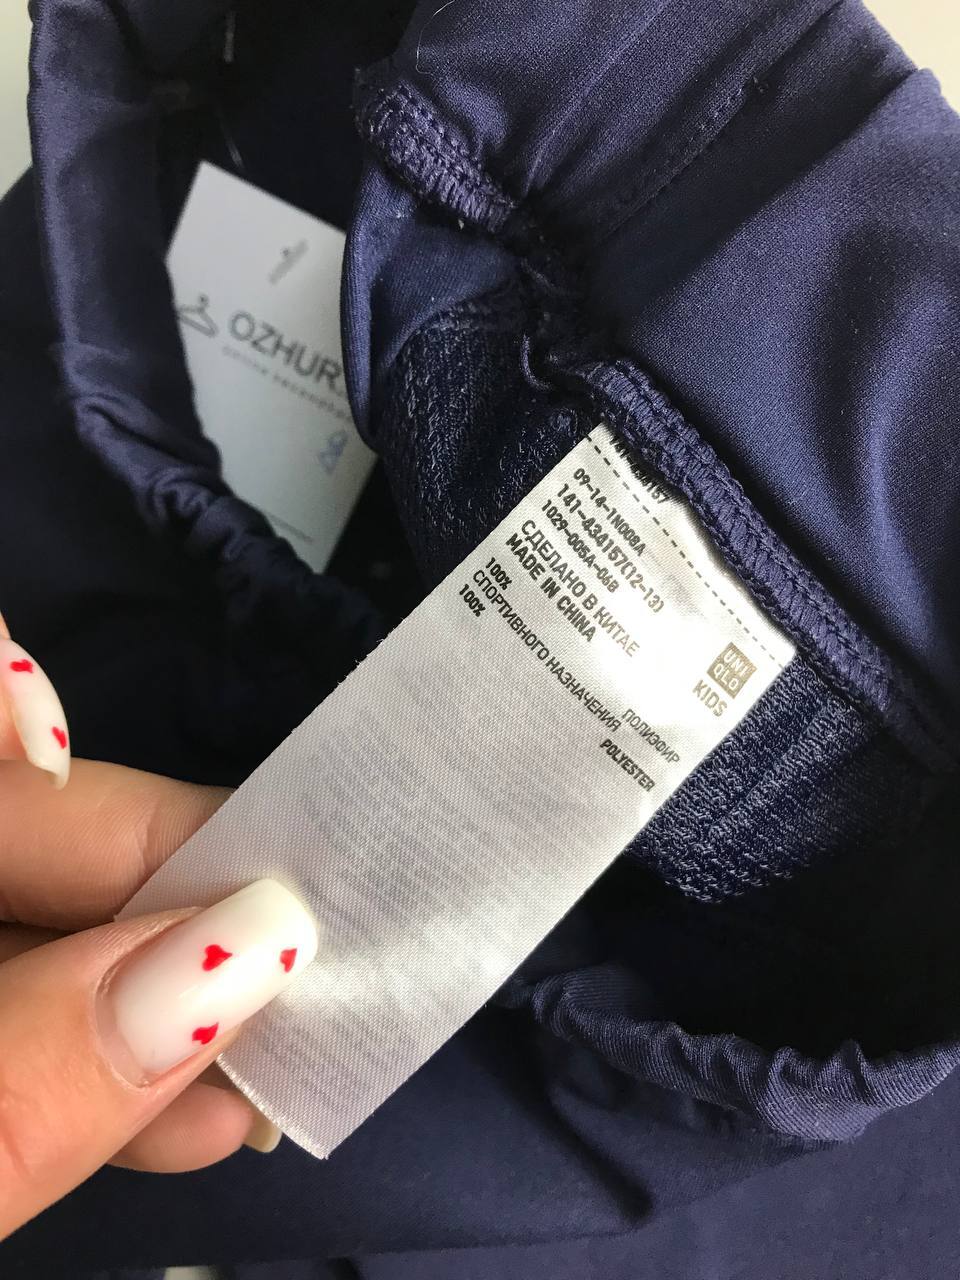 OZHUR
09-14-1N008A
141-434157(12-13)
1029-005A-06B
СДЕЛАНО В КИТАЕ
MADE IN CHINA
100% ПОЛИЭФИР
СПОРТИВНОГО НАЗНАЧЕНИЯ
100% POLYESTER
UNI
QLO
KIDS